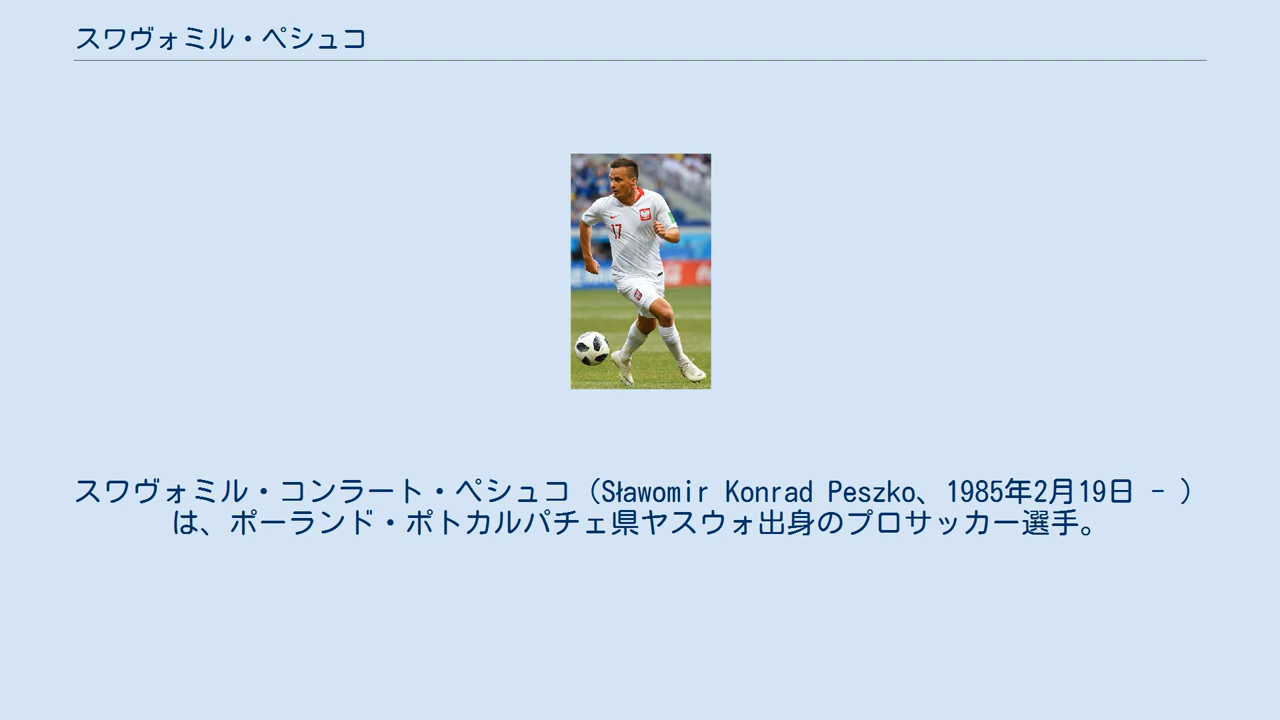 スワヴォミル・ペシュコ
17
スワヴォミル・コンラート・ペシュコ（Sławomir Konrad Peszko、1985年2月19日 - ）
は、ポーランド・ポトカルパチェ県ヤスウォ出身のプロサッカー選手。